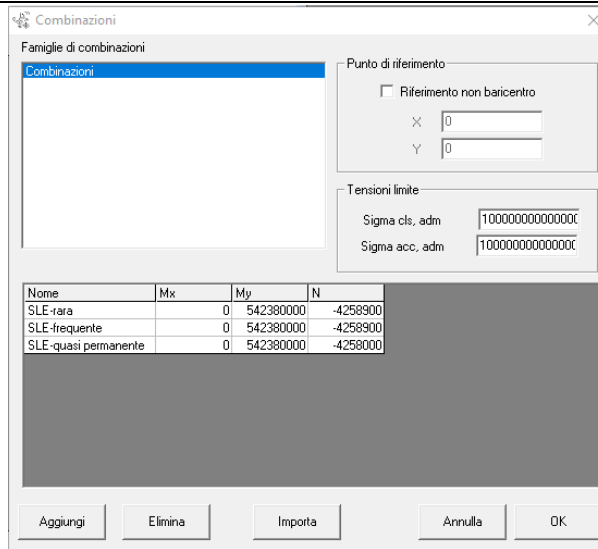 Combinazioni
Famiglie di combinazioni
Combinazioni
Punto di riferimento
Riferimento non baricentro
X 0
Y 0
Tensioni limite
Sigma cls, adm 100000000000000
Sigma acc, adm 100000000000000
Nome Mx My N
SLE-rara 0 542380000 -4258900
SLE-frequente 0 542380000 -4258900
SLE-quasi permanente 0 542380000 -4258000
Aggiungi Elimina Importa Annulla OK